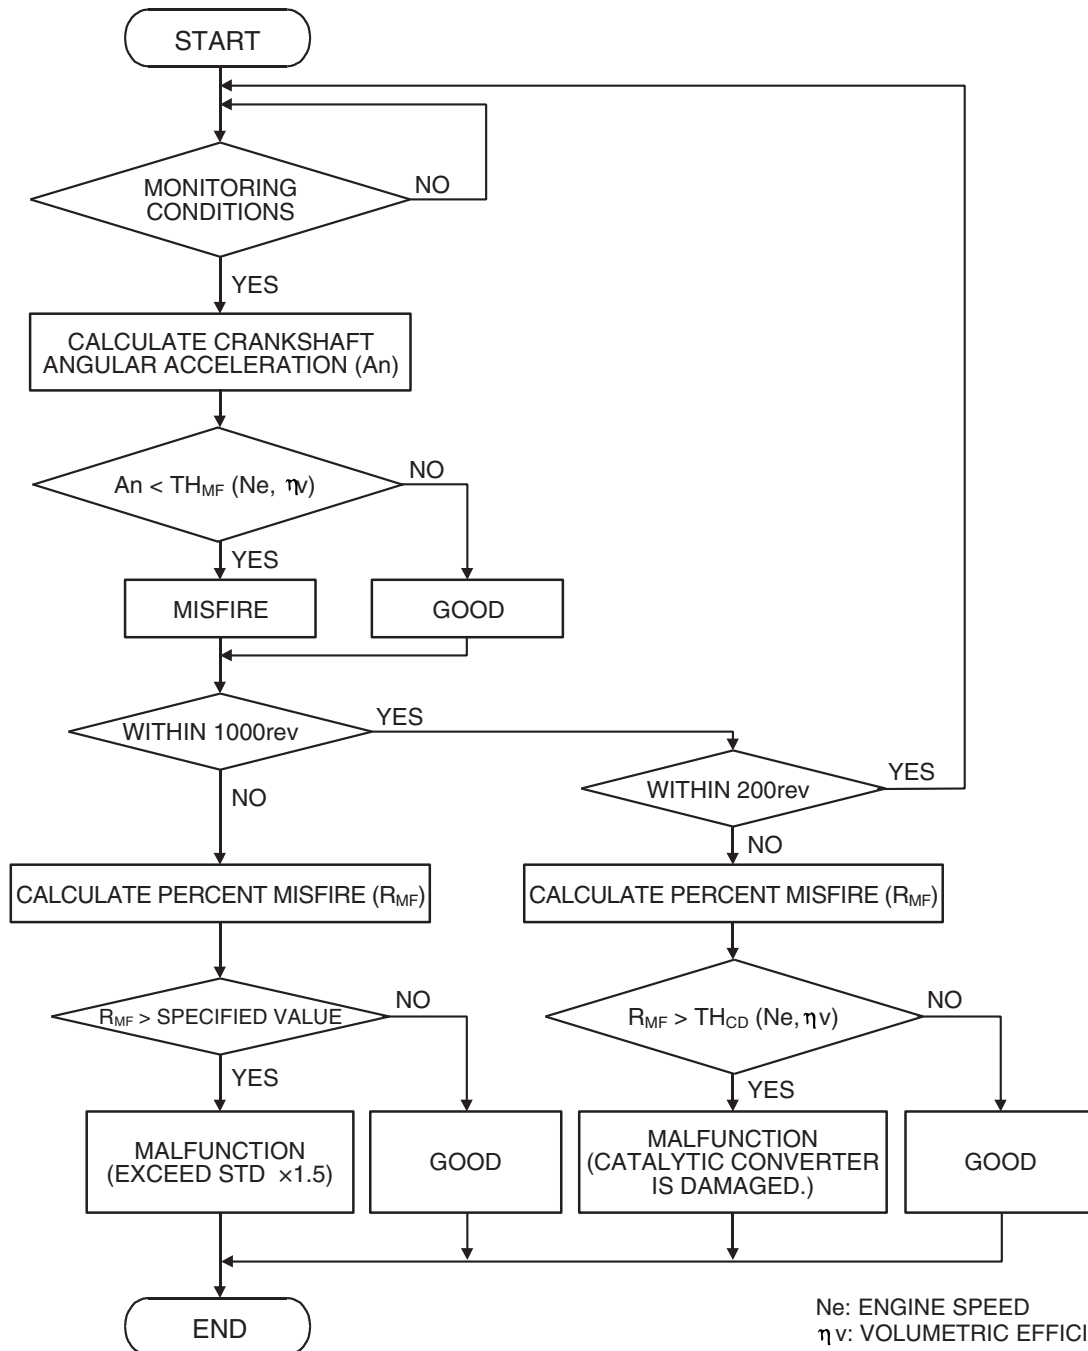 START
MONITORING
CONDITIONS
NO
YES
CALCULATE CRANKSHAFT
ANGULAR ACCELERATION (An)
An < THMF (Ne, ηv)
NO
YES
MISFIRE
GOOD
WITHIN 1000rev
YES
WITHIN 200rev
YES
NO
NO
CALCULATE PERCENT MISFIRE (RMF)
CALCULATE PERCENT MISFIRE (RMF)
RMF > SPECIFIED VALUE
NO
RMF > THCD (Ne, ηv)
NO
YES
YES
MALFUNCTION
(EXCEED STD ×1.5)
GOOD
MALFUNCTION
(CATALYTIC CONVERTER
IS DAMAGED.)
GOOD
END
Ne: ENGINE SPEED
ηv: VOLUMETRIC